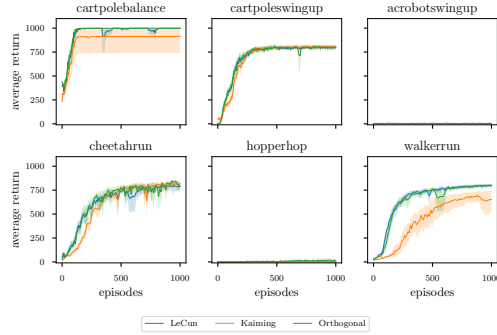 cartpolebalance
cartpoleswingup
acrobotswingup
average return
1000
750
500
250
0
cheetahrun
hopperhop
walkerrun
average return
1000
750
500
250
0
0
500
1000
0
500
1000
0
500
1000
episodes
episodes
episodes
LeCun
Kaiming
Orthogonal